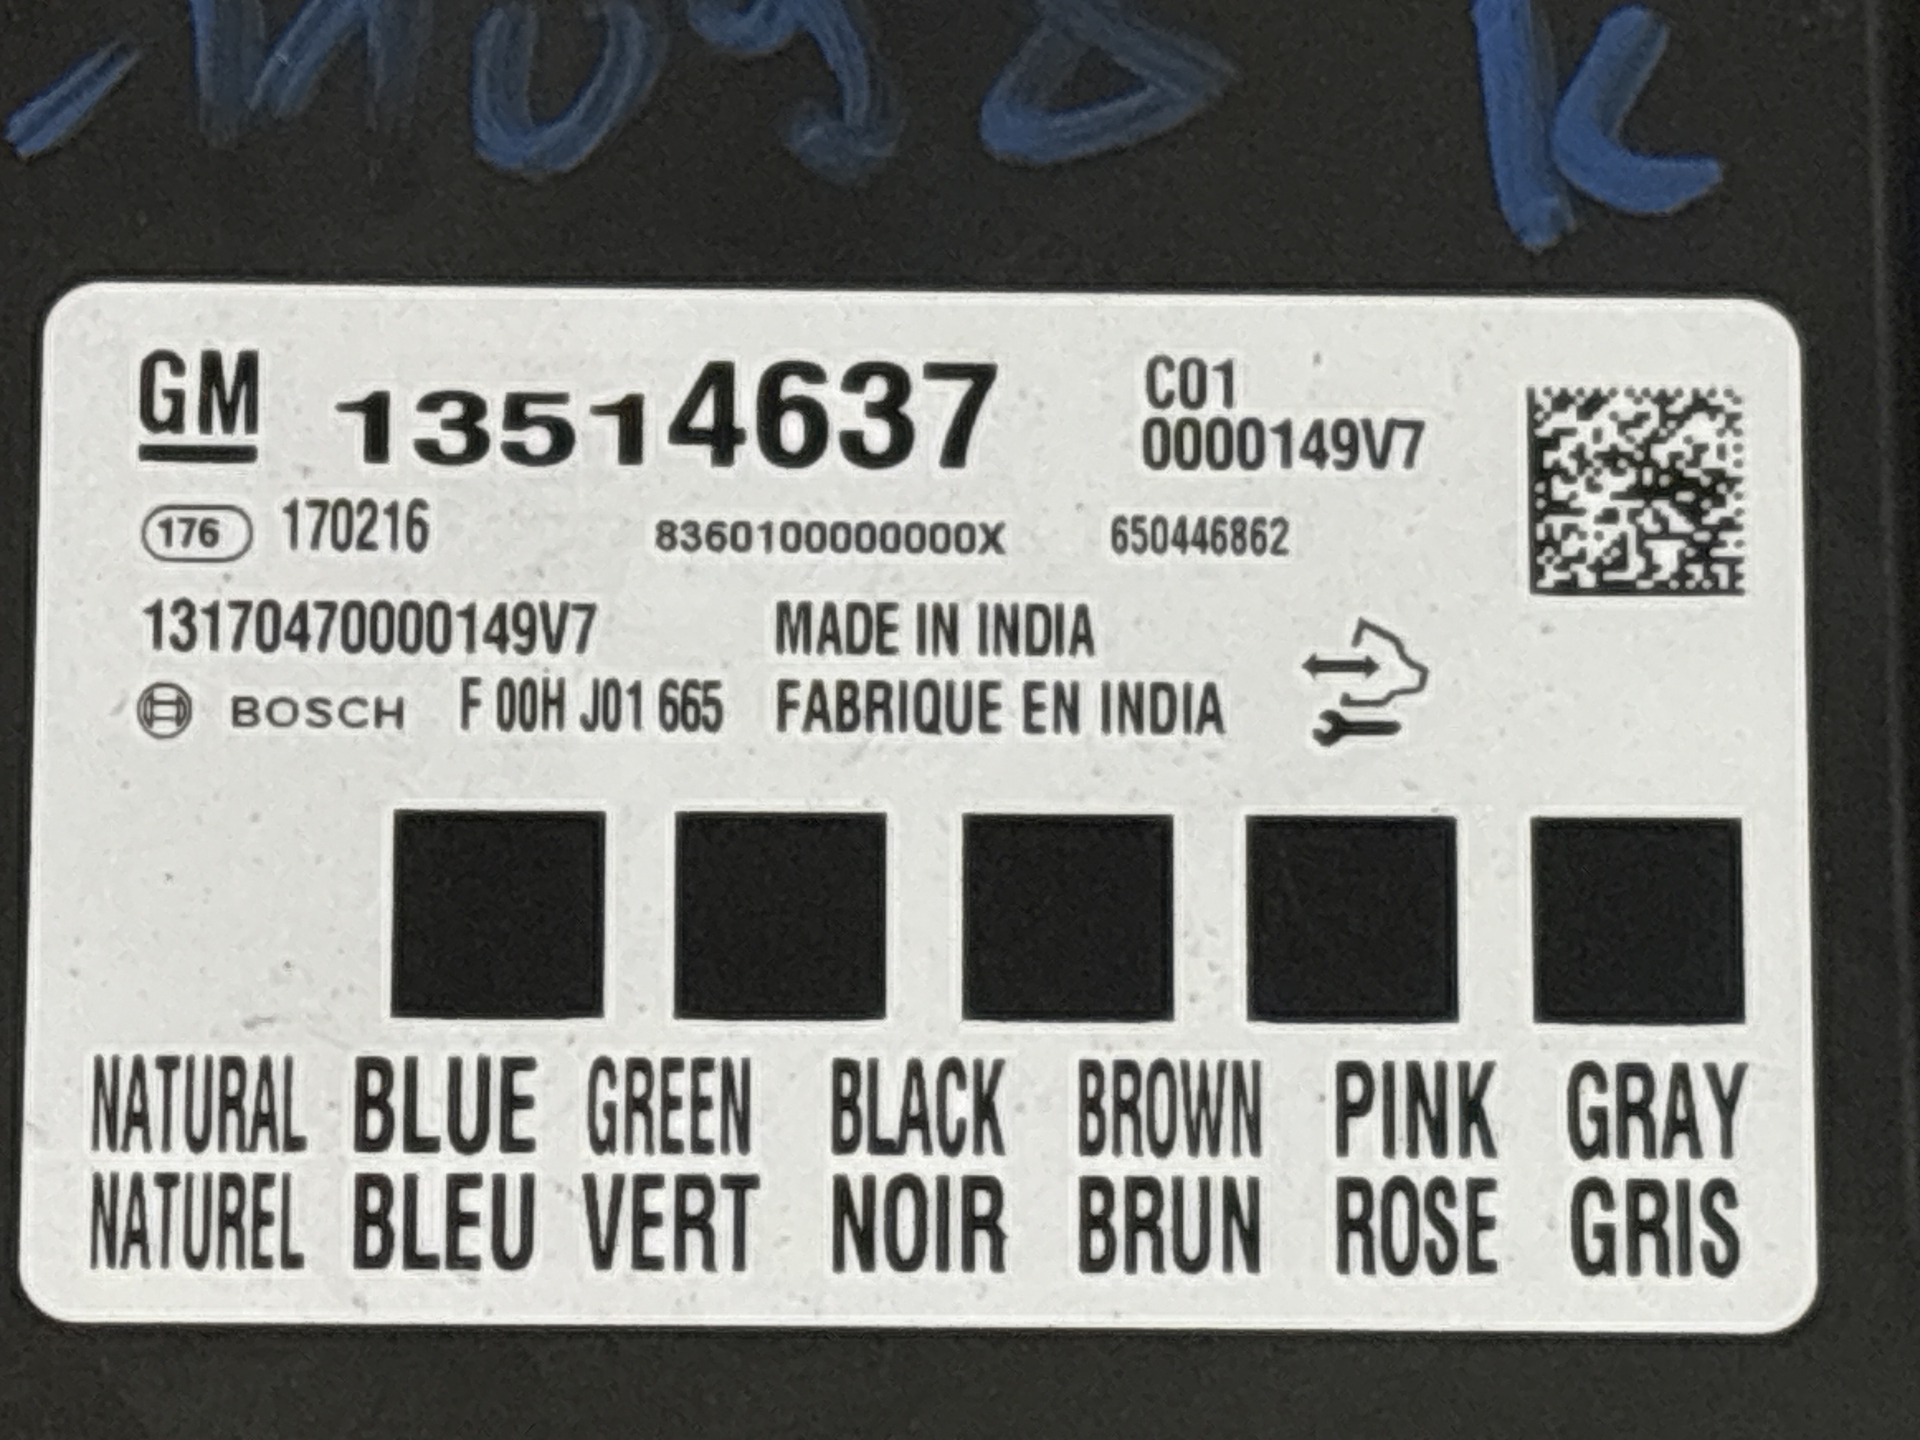 GM 13514637 C01
0000149V7
176 170216 8360100000000X 650446862
13170470000149V7 MADE IN INDIA
BOSCH F 00H J01 665 FABRIQUE EN INDIA
NATURAL BLUE GREEN BLACK BROWN PINK GRAY
NATUREL BLEU VERT NOIR BRUN ROSE GRIS